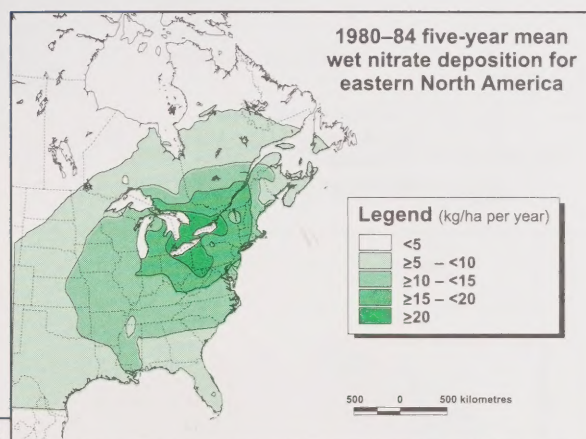 1980–84 five-year mean
wet nitrate deposition for
eastern North America
Legend (kg/ha per year)
<5
≥5 – <10
≥10 – <15
≥15 – <20
≥20
500 0 500 kilometres